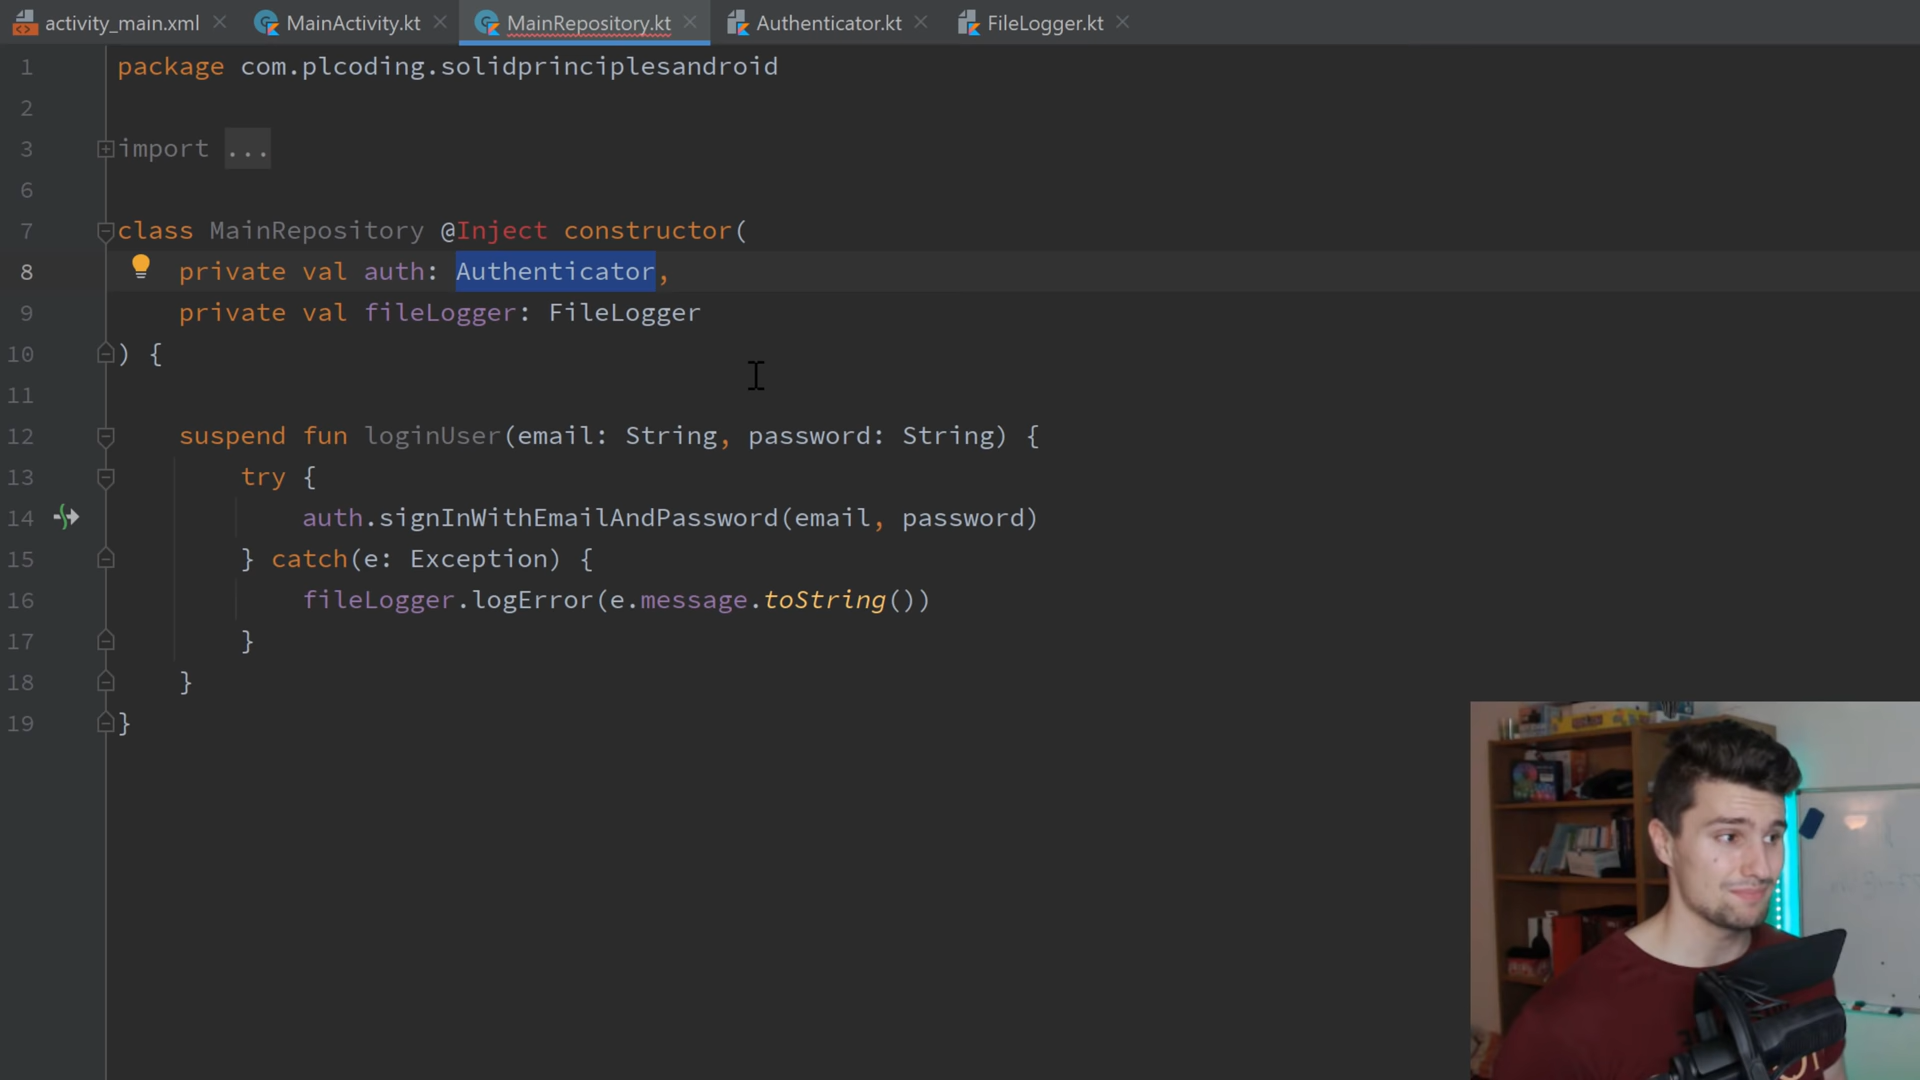 activity_main.xml MainActivity.kt MainRepository.kt Authenticator.kt FileLogger.kt
1 package com.plcoding.solidprinciplesandroid
2
3 import ...
6
7 class MainRepository @Inject constructor(
8 private val auth: Authenticator,
9 private val fileLogger: FileLogger
10 ) {
11
12 suspend fun loginUser(email: String, password: String) {
13 try {
14 auth.signInWithEmailAndPassword(email, password)
15 } catch(e: Exception) {
16 fileLogger.logError(e.message.toString())
17 }
18 }
19 }